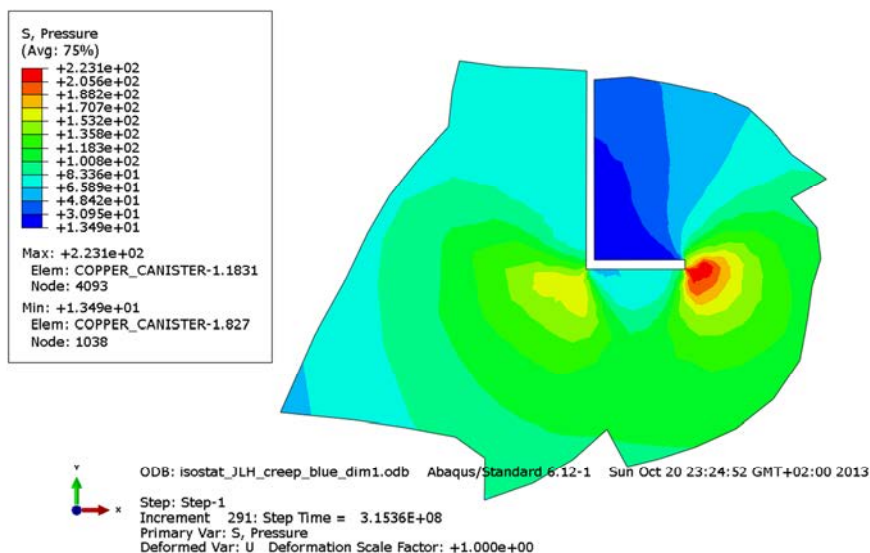 S, Pressure
(Avg: 75%)
+2.231e+02
+2.056e+02
+1.882e+02
+1.707e+02
+1.532e+02
+1.358e+02
+1.183e+02
+1.008e+02
+8.336e+01
+6.589e+01
+4.842e+01
+3.095e+01
+1.349e+01
Max: +2.231e+02
Elem: COPPER_CANISTER-1.1831
Node: 4093
Min: +1.349e+01
Elem: COPPER_CANISTER-1.827
Node: 1038
Y
X
ODB: isostat_JLH_creep_blue_dim1.odb Abaqus/Standard 6.12-1 Sun Oct 20 23:24:52 GMT+02:00 2013
Step: Step-1
Increment 291: Step Time = 3.1536E+08
Primary Var: S, Pressure
Deformed Var: U Deformation Scale Factor: +1.000e+00